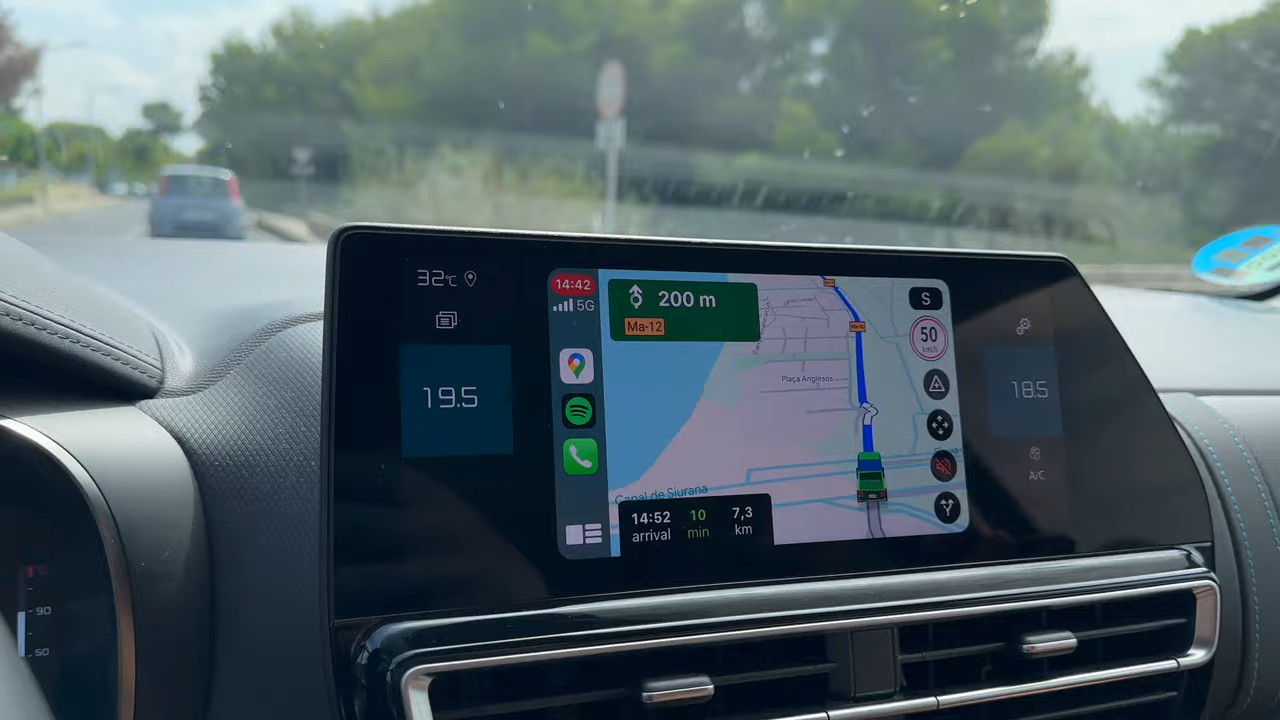 32°C
19.5
14:42
5G
200 m
Ma-12
Plaça Anglesos
Canal de Siurana
14:52 10 7,3
arrival min km
S
50
km/h
18.5
A/C
90
50